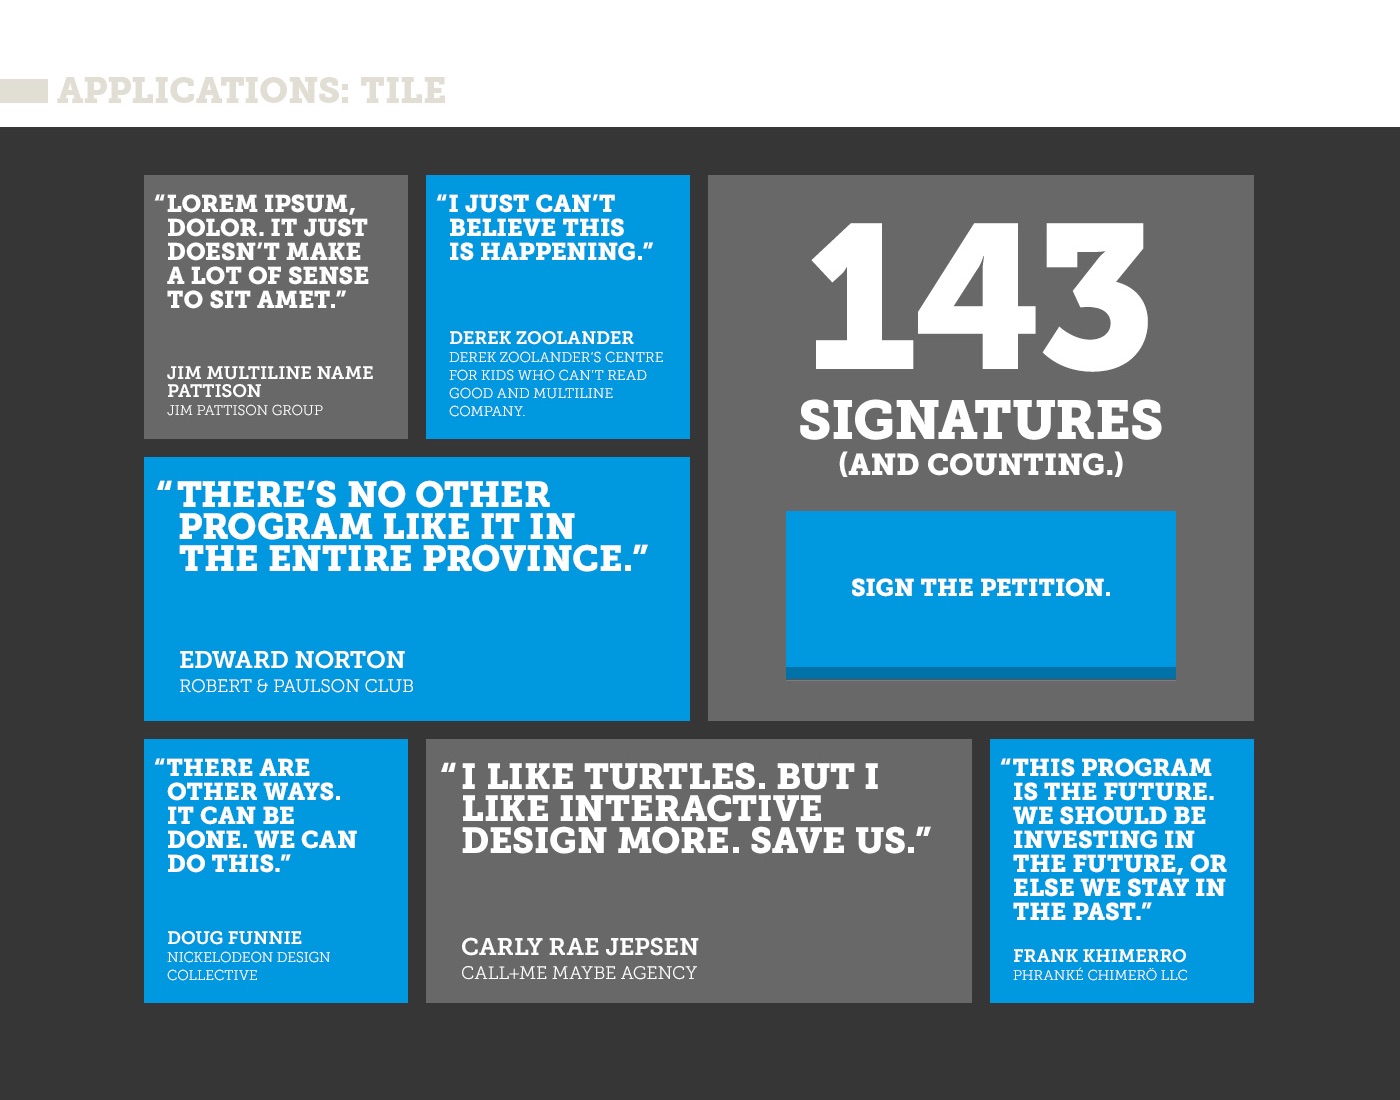 APPLICATIONS: TILE
“LOREM IPSUM,
DOLOR. IT JUST
DOESN’T MAKE
A LOT OF SENSE
TO SIT AMET.”
JIM MULTILINE NAME
PATTISON
JIM PATTISON GROUP
“I JUST CAN’T
BELIEVE THIS
IS HAPPENING.”
DEREK ZOOLANDER
DEREK ZOOLANDER’S CENTRE
FOR KIDS WHO CAN’T READ
GOOD AND MULTILINE
COMPANY.
143
SIGNATURES
(AND COUNTING.)
SIGN THE PETITION.
“THERE’S NO OTHER
PROGRAM LIKE IT IN
THE ENTIRE PROVINCE.”
EDWARD NORTON
ROBERT & PAULSON CLUB
“THERE ARE
OTHER WAYS.
IT CAN BE
DONE. WE CAN
DO THIS.”
DOUG FUNNIE
NICKELODEON DESIGN
COLLECTIVE
“I LIKE TURTLES. BUT I
LIKE INTERACTIVE
DESIGN MORE. SAVE US.”
CARLY RAE JEPSEN
CALL+ME MAYBE AGENCY
“THIS PROGRAM
IS THE FUTURE.
WE SHOULD BE
INVESTING IN
THE FUTURE, OR
ELSE WE STAY IN
THE PAST.”
FRANK KHIMERRO
PHRANKÉ CHIMERÖ LLC